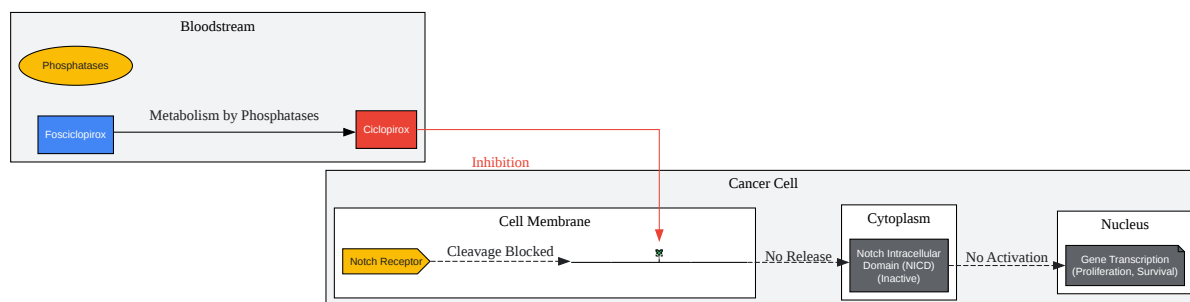 Bloodstream
Phosphatases
Metabolism by Phosphatases
Fosciclopirox
Ciclopirox
Inhibition
Cancer Cell
Cell Membrane
Notch Receptor
Cleavage Blocked
No Release
Cytoplasm
Notch Intracellular
Domain (NICD)
(Inactive)
No Activation
Nucleus
Gene Transcription
(Proliferation, Survival)